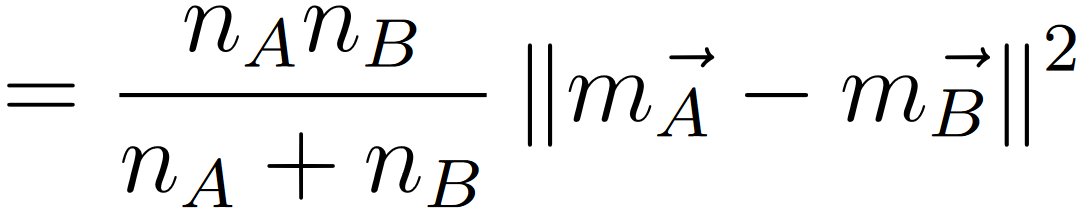 = \frac{n_A n_B}{n_A + n_B} \|\vec{m_A} - \vec{m_B}\|^2